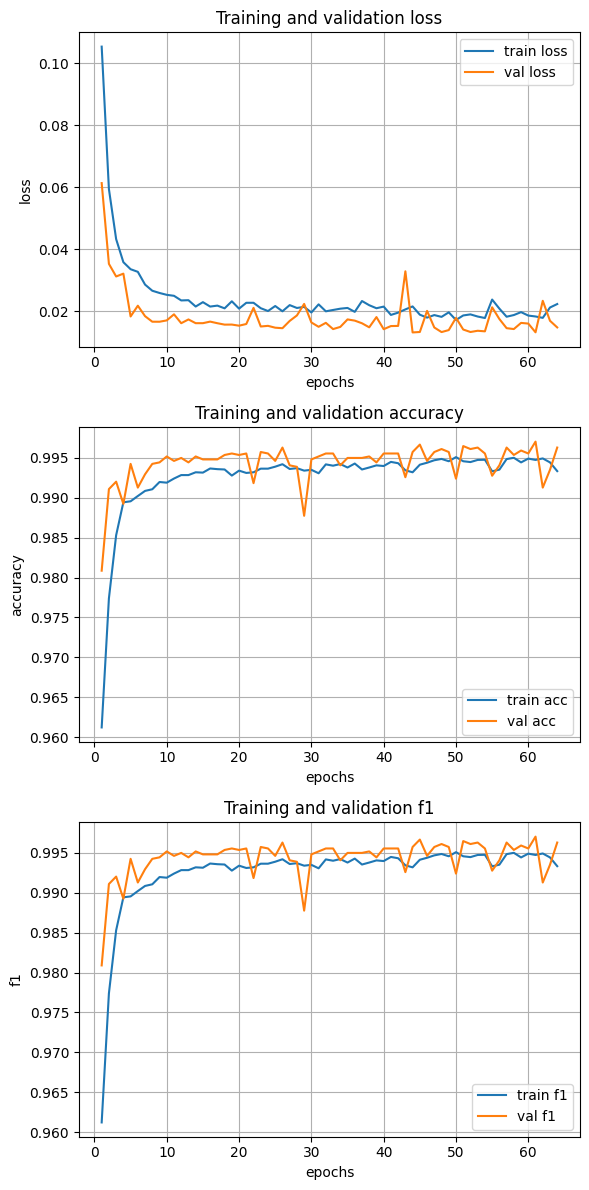 Training and validation loss
train loss
val loss
0.10
0.08
0.06
0.04
0.02
loss
0 10 20 30 40 50 60
epochs
Training and validation accuracy
0.995
0.990
0.985
0.980
0.975
0.970
0.965
0.960
accuracy
train acc
val acc
0 10 20 30 40 50 60
epochs
Training and validation f1
0.995
0.990
0.985
0.980
0.975
0.970
0.965
0.960
f1
train f1
val f1
0 10 20 30 40 50 60
epochs